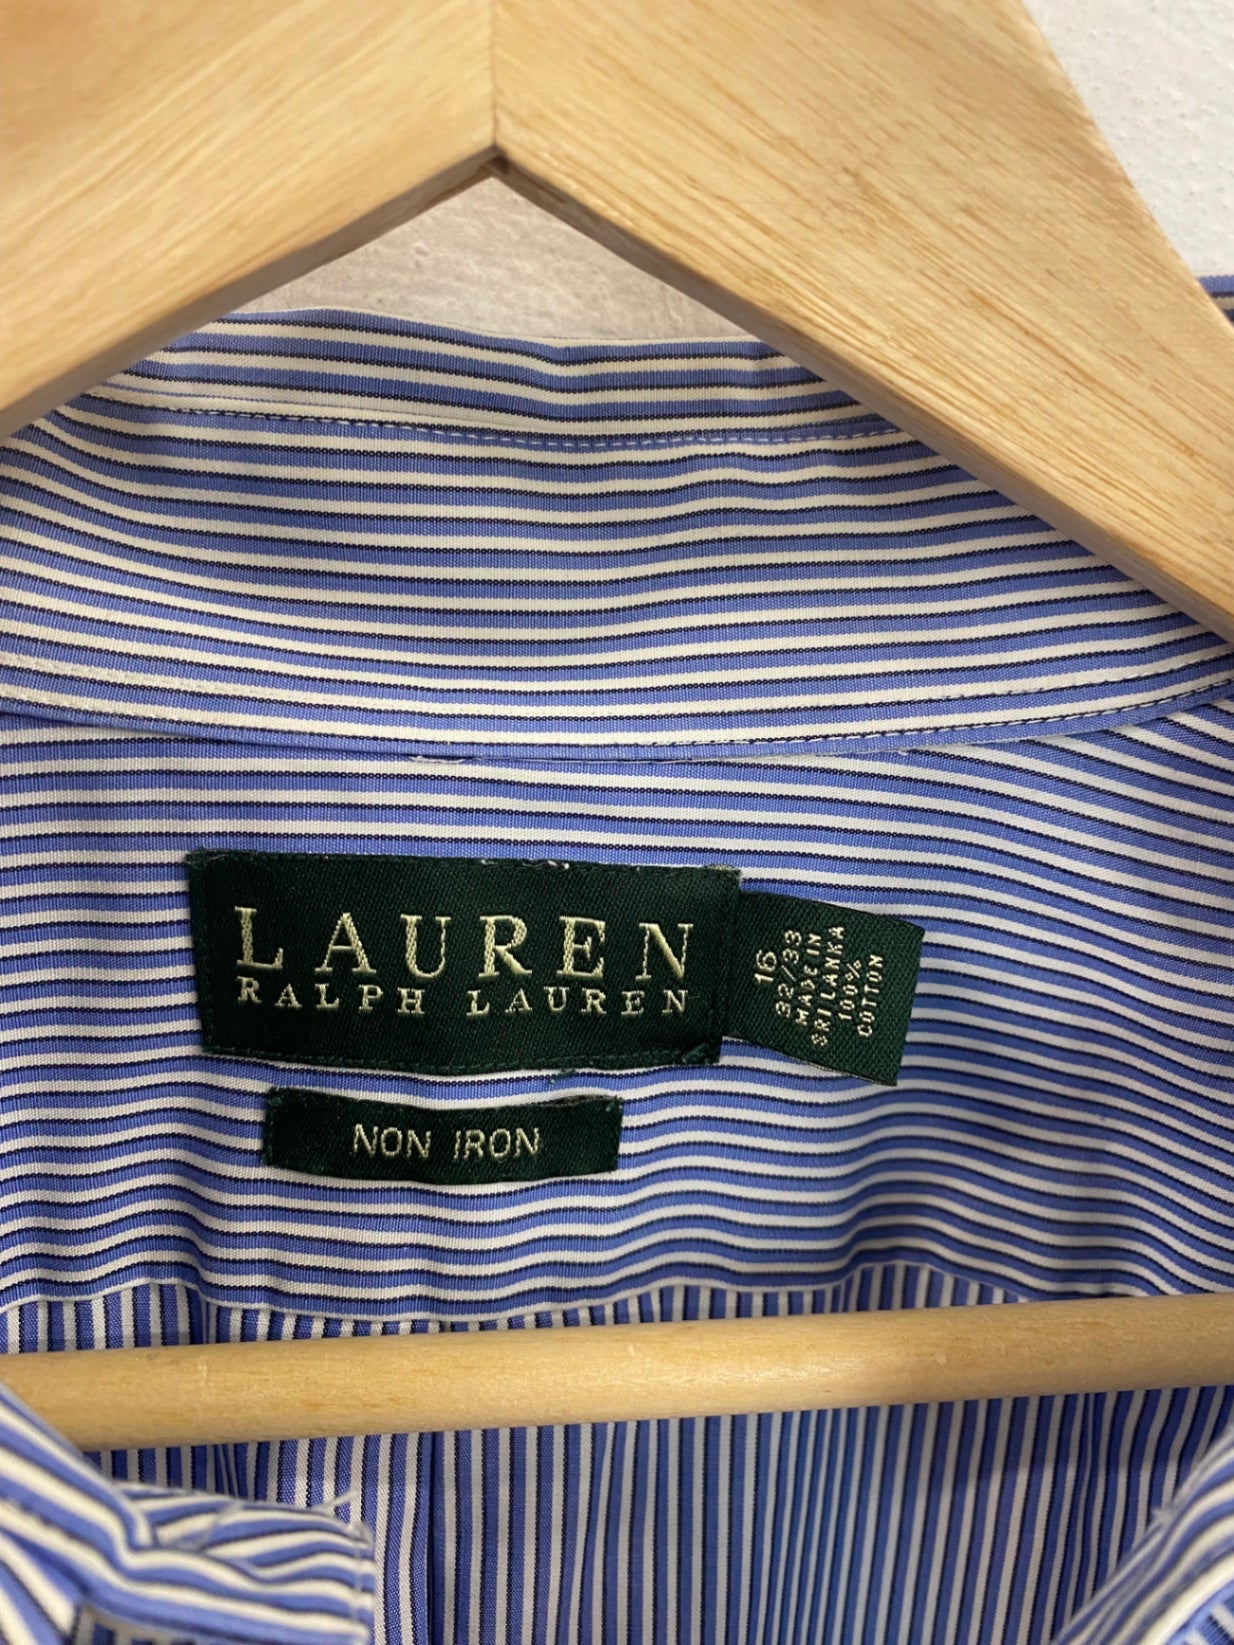 LAUREN
RALPH LAUREN
16
32/33
MADE IN
SRI LANKA
100%
COTTON
NON IRON